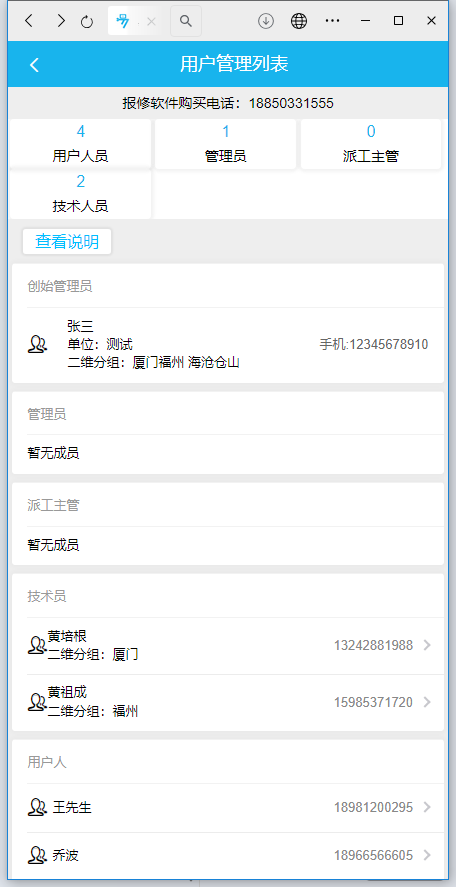 用户管理列表
报修软件购买电话：18850331555
4
用户人员
1
管理员
0
派工主管
2
技术人员
查看说明
创始管理员
张三
单位：测试
二维分组：厦门福州 海沧仓山
手机:12345678910
管理员
暂无成员
派工主管
暂无成员
技术员
黄培根
二维分组：厦门
13242881988
黄祖成
二维分组：福州
15985371720
用户人
王先生
18981200295
乔波
18966566605